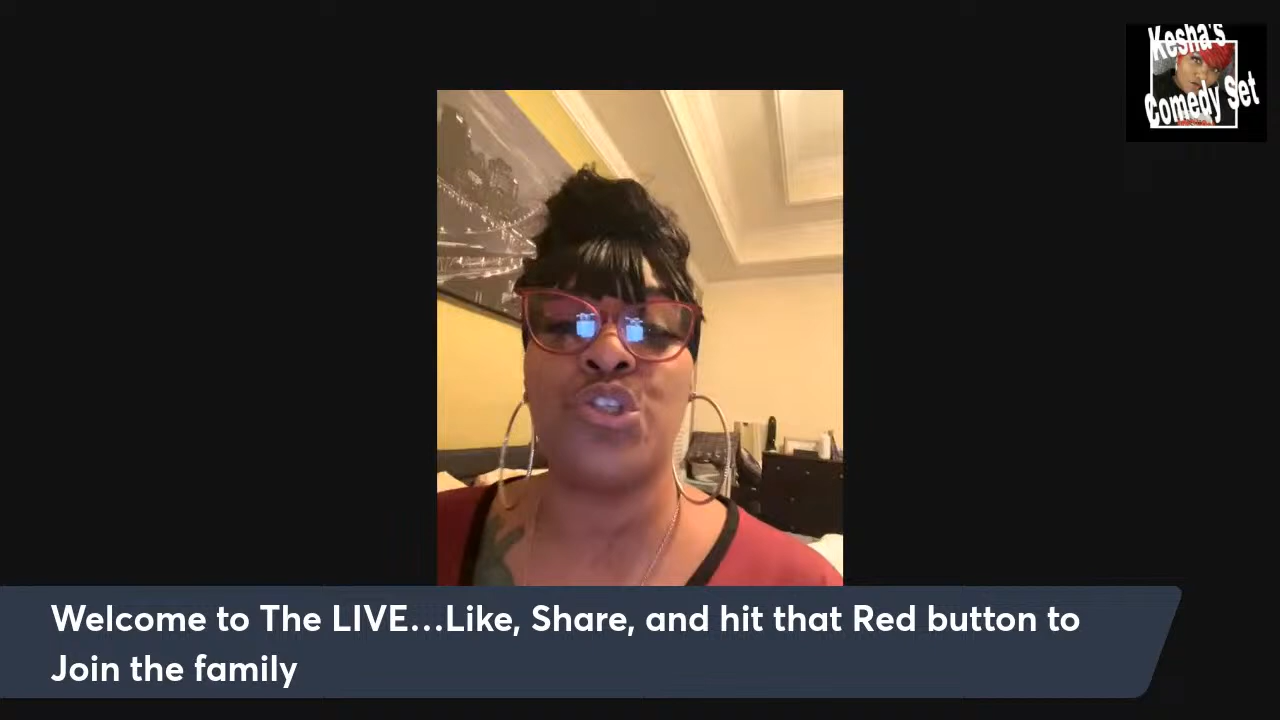 Kesha's
Comedy Set
Welcome to The LIVE...Like, Share, and hit that Red button to
Join the family